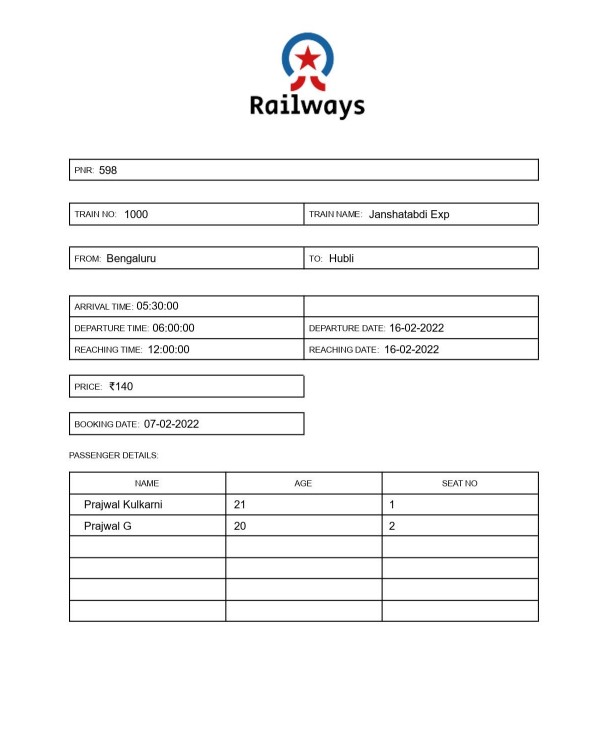 Railways
PNR: 598
TRAIN NO: 1000 TRAIN NAME: Janshatabdi Exp
FROM: Bengaluru TO: Hubli
ARRIVAL TIME: 05:30:00
DEPARTURE TIME: 06:00:00 DEPARTURE DATE: 16-02-2022
REACHING TIME: 12:00:00 REACHING DATE: 16-02-2022
PRICE: ₹140
BOOKING DATE: 07-02-2022
PASSENGER DETAILS:
NAME AGE SEAT NO
Prajwal Kulkarni 21 1
Prajwal G 20 2